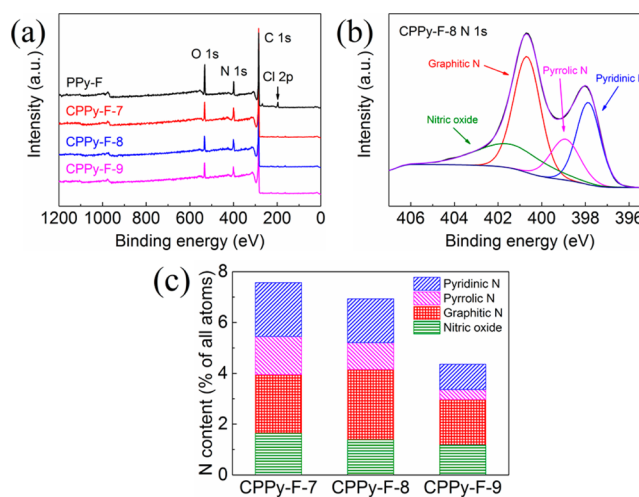 (a)
C 1s
O 1s
N 1s
Cl 2p
PPy-F
CPPy-F-7
CPPy-F-8
CPPy-F-9
Intensity (a.u.)
1200 1000 800 600 400 200 0
Binding energy (eV)
(b)
CPPy-F-8 N 1s
Graphitic N
Pyrrolic N
Pyridinic N
Nitric oxide
Intensity (a.u.)
406 404 402 400 398 396
Binding energy (eV)
(c)
8
6
4
2
0
N content (% of all atoms)
Pyridinic N
Pyrrolic N
Graphitic N
Nitric oxide
CPPy-F-7 CPPy-F-8 CPPy-F-9